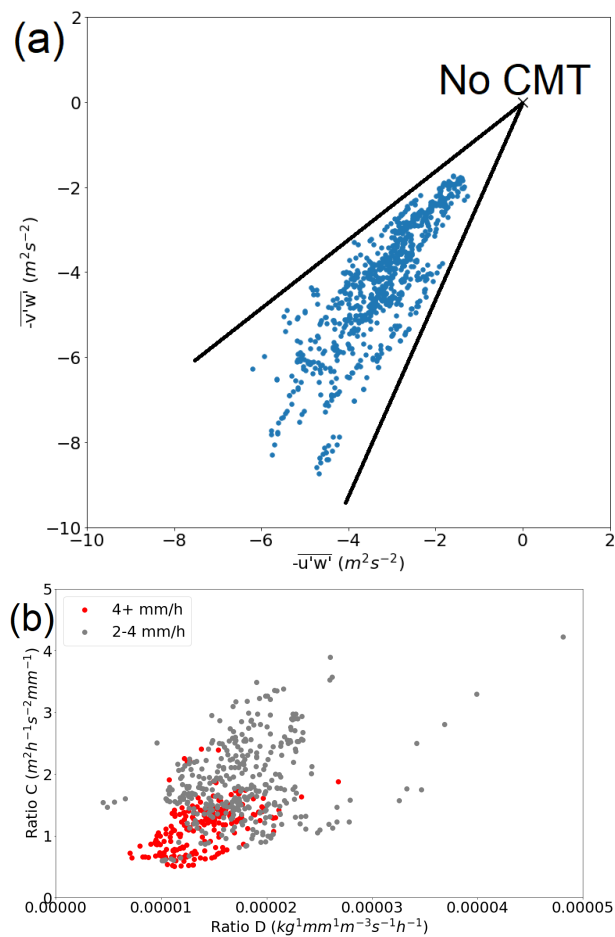 (a)
No CMT
2
0
−2
−4
−6
−8
−10
-v'w' (m²s⁻²)
−10 −8 −6 −4 −2 0 2
-u'w' (m²s⁻²)
(b)
4+ mm/h
2-4 mm/h
5
4
3
2
1
0
Ratio C (m²h⁻¹s⁻²mm⁻¹)
0.00000 0.00001 0.00002 0.00003 0.00004 0.00005
Ratio D (kg¹mm¹m⁻³s⁻¹h⁻¹)